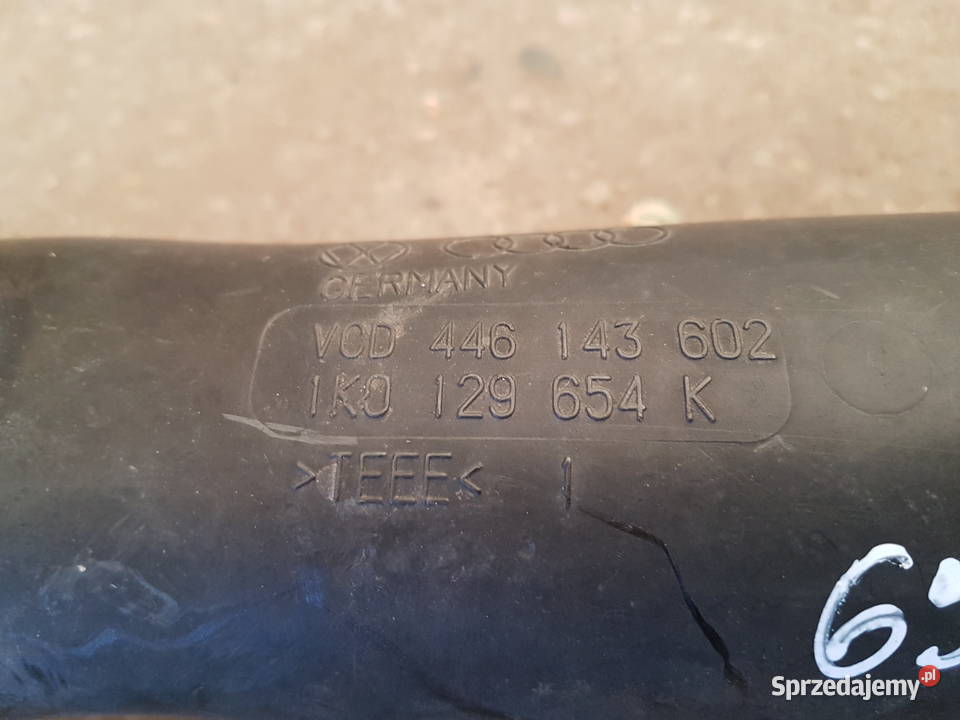 GERMANY
VCD 446 143 602
1K0 129 654 K
>TEEE< 1
Sprzedajemy.pl